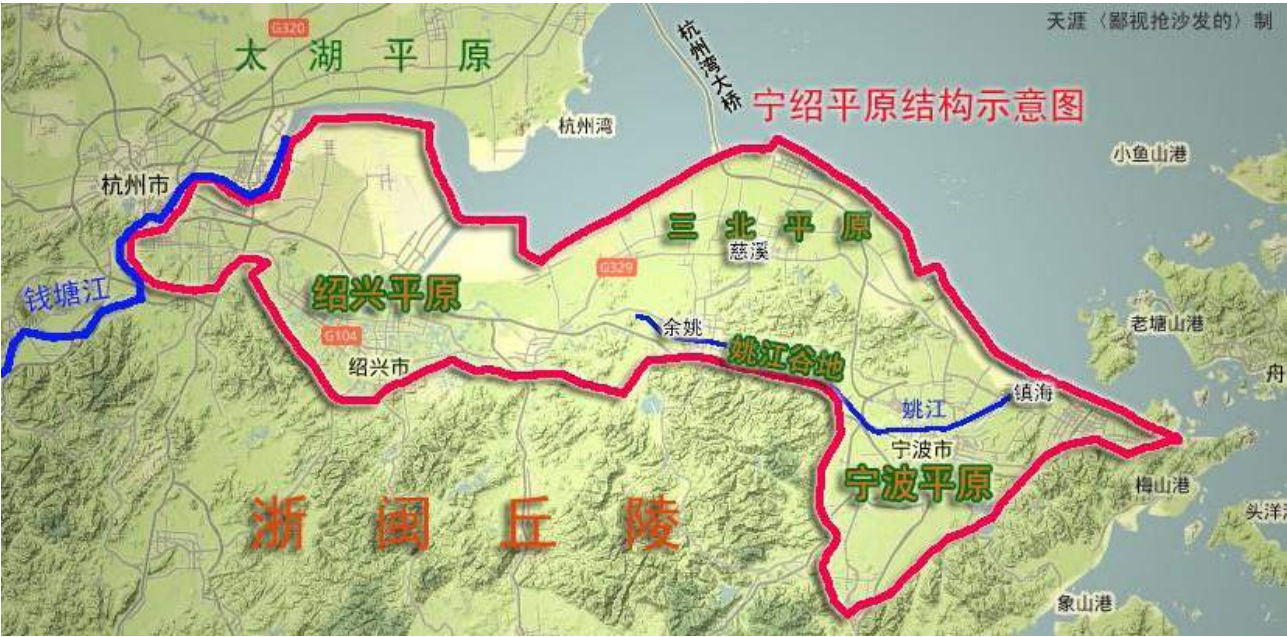 天涯〈鄙视抢沙发的〉制
G320
太湖平原
杭州湾大桥
宁绍平原结构示意图
杭州湾
小鱼山港
杭州市
三北平原
慈溪
G329
钱塘江
绍兴平原
G104
余姚
姚江谷地
老塘山港
绍兴市
舟
镇海
姚江
宁波市
宁波平原
梅山港
头洋
浙闽丘陵
象山港